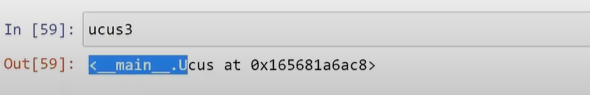 In [59]: ucus3
Out[59]: <__main__.Ucus at 0x165681a6ac8>